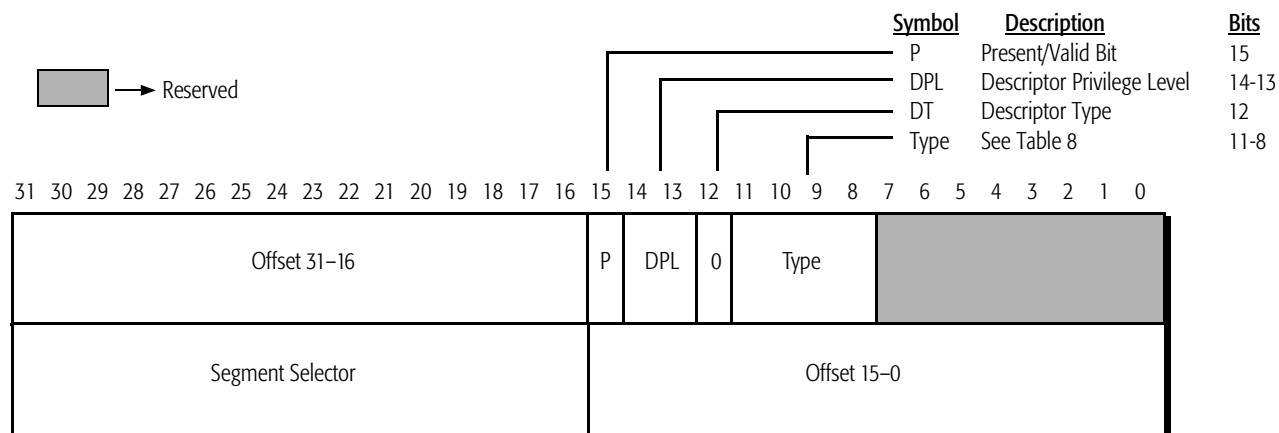 Symbol Description Bits
P Present/Valid Bit 15
DPL Descriptor Privilege Level 14-13
DT Descriptor Type 12
Type See Table 8 11-8
Reserved
31 30 29 28 27 26 25 24 23 22 21 20 19 18 17 16 15 14 13 12 11 10 9 8 7 6 5 4 3 2 1 0
Offset 31–16 P DPL 0 Type
Segment Selector Offset 15–0